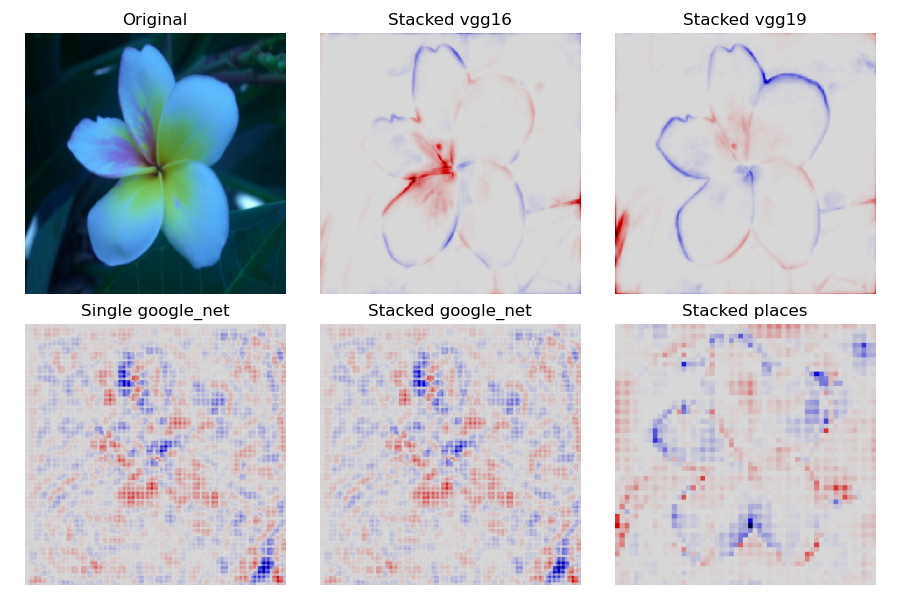 Original
Stacked vgg16
Stacked vgg19
Single google_net
Stacked google_net
Stacked places